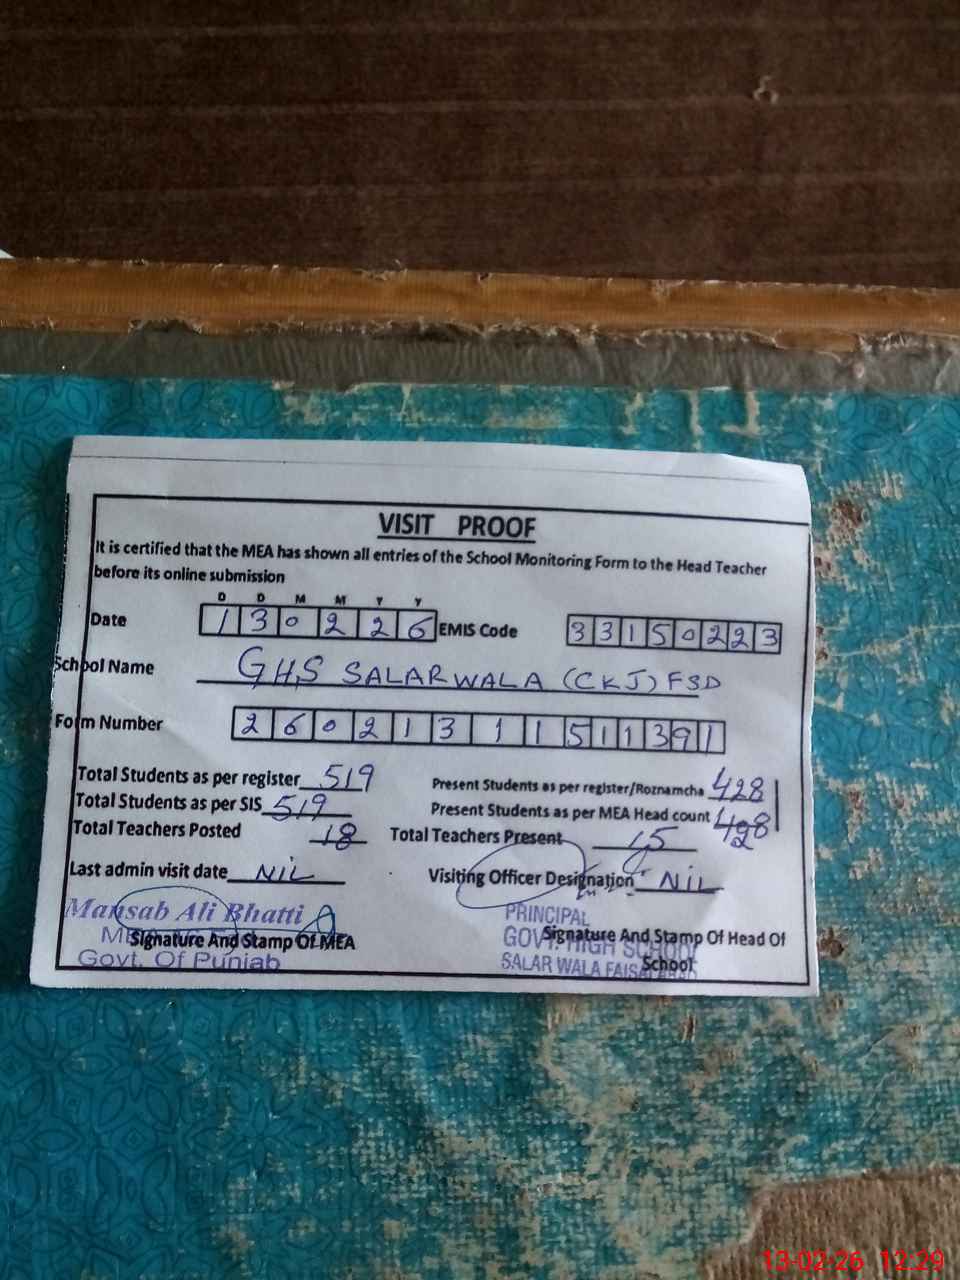 VISIT PROOF
It is certified that the MEA has shown all entries of the School Monitoring Form to the Head Teacher
before its online submission
D D M M Y Y
Date 1 3 0 2 2 6 EMIS Code 3 3 1 5 0 2 2 3
School Name GHS SALARWALA (CKJ) FSD
Form Number 2 6 0 2 1 3 1 1 5 1 1 3 9 1
Total Students as per register 519 Present Students as per register/Roznamcha 428
Total Students as per SIS 519 Present Students as per MEA Head count 428
Total Teachers Posted 18 Total Teachers Present 15
Last admin visit date NIL Visiting Officer Designation NIL
Mansab Ali Bhatti PRINCIPAL
Signature And Stamp Of MEA GOVT. HIGH SCHOOL Signature And Stamp Of Head Of
Govt. Of Punjab SALAR WALA FAISALABAD School
13-02-26 12:29